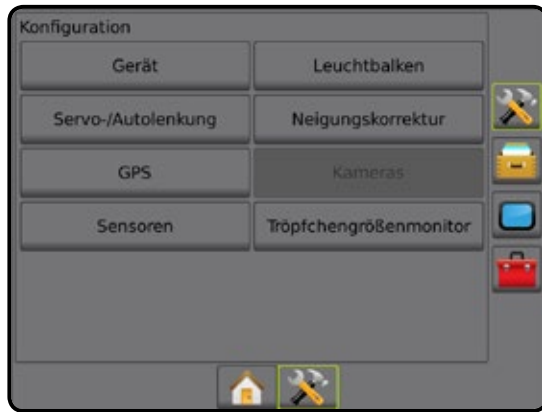 Konfiguration
Gerät Leuchtbalken
Servo-/Autolenkung Neigungskorrektur
GPS Kameras
Sensoren Tröpfchengrößenmonitor